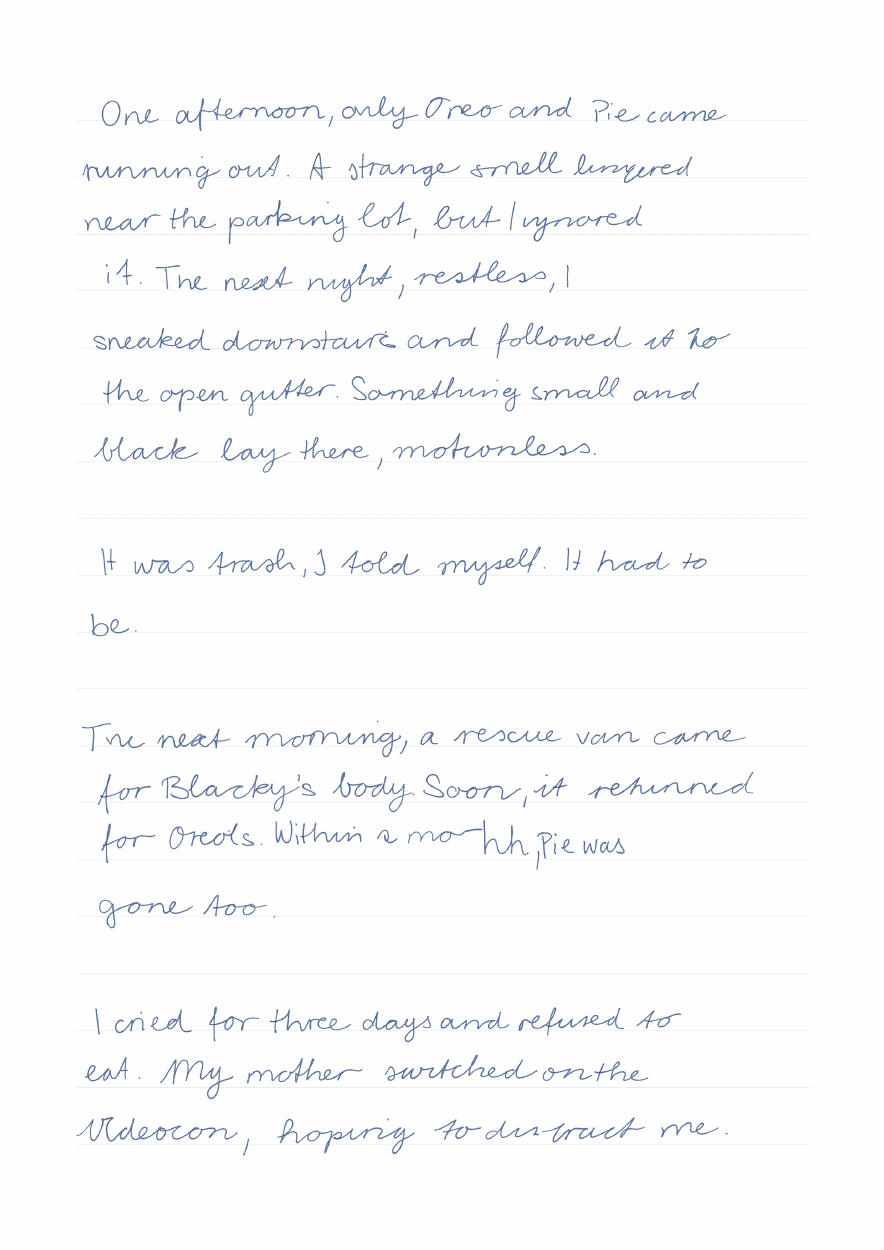 One afternoon, only Oreo and Pie came
running out. A strange smell lingered
near the parking lot, but I ignored
it. The next night, restless, I
sneaked downstairs and followed it to
the open gutter. Something small and
black lay there, motionless.
It was trash, I told myself. It had to
be.
The next morning, a rescue van came
for Blacky's body. Soon, it returned
for Oreo's. Within a month, Pie was
gone too.
I cried for three days and refused to
eat. My mother switched on the
Videocon, hoping to distract me.